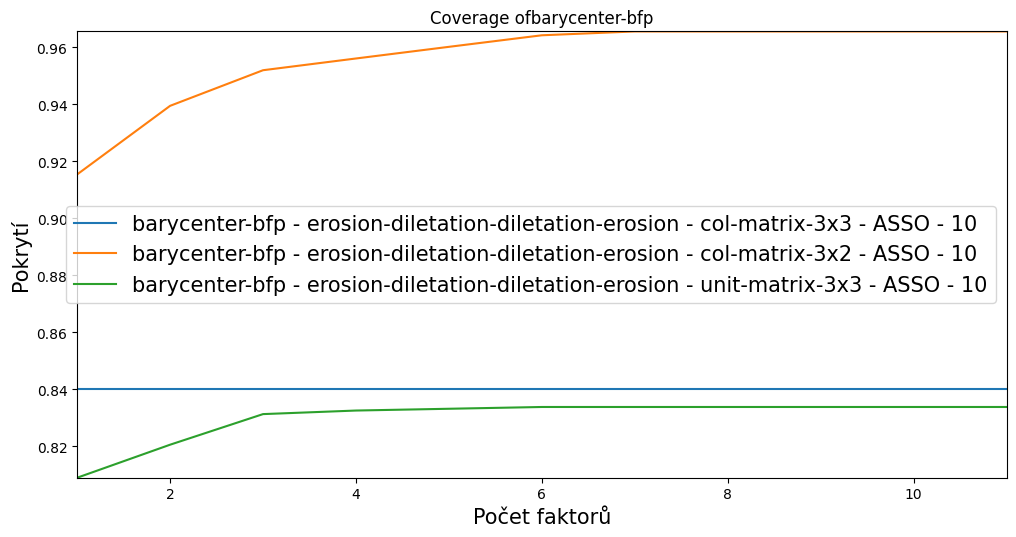 Coverage ofbarycenter-bfp
0.96
0.94
0.92
0.90
0.88
0.86
0.84
0.82
Pokrytí
barycenter-bfp - erosion-diletation-diletation-erosion - col-matrix-3x3 - ASSO - 10
barycenter-bfp - erosion-diletation-diletation-erosion - col-matrix-3x2 - ASSO - 10
barycenter-bfp - erosion-diletation-diletation-erosion - unit-matrix-3x3 - ASSO - 10
2 4 6 8 10
Počet faktorů